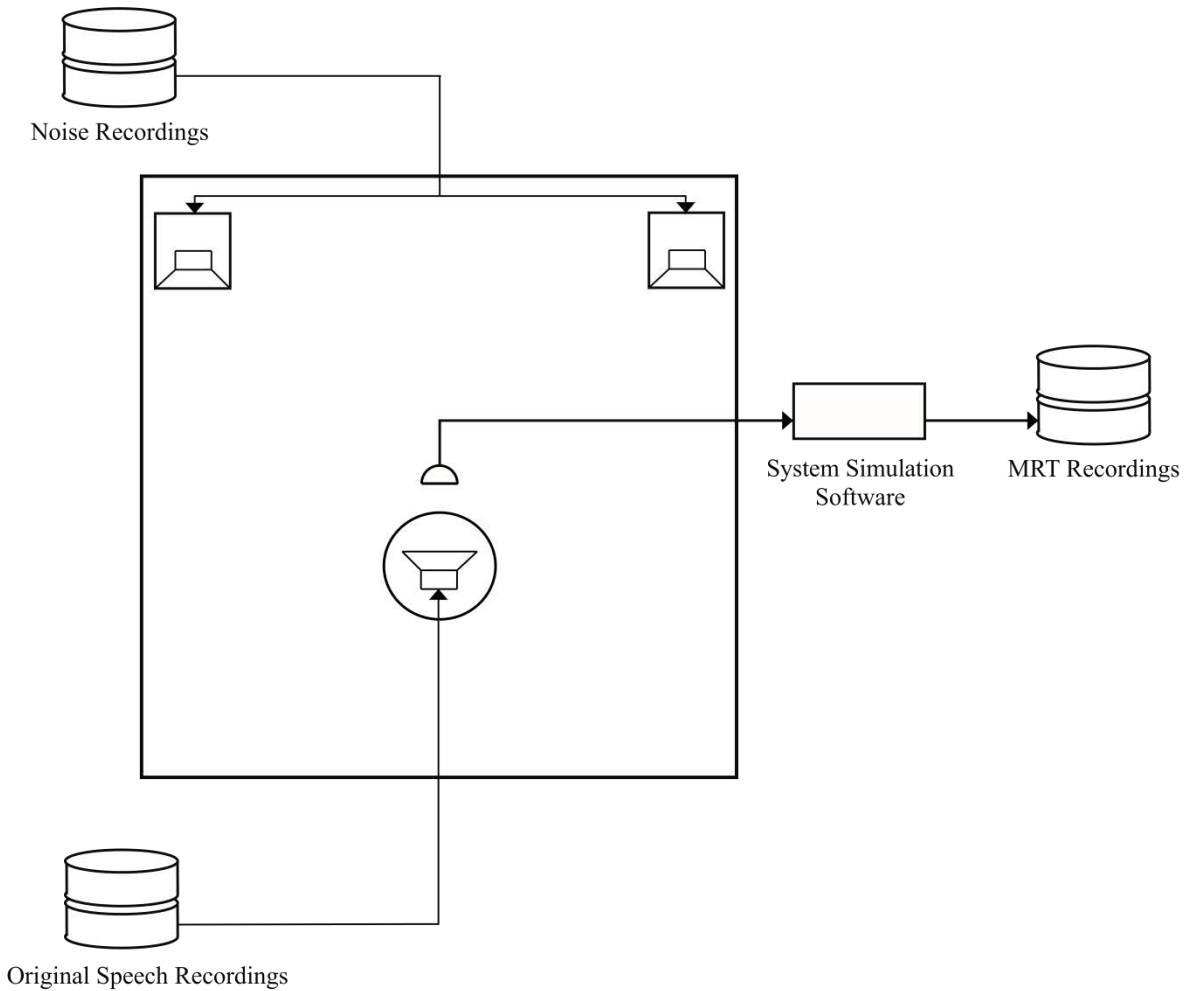 Noise Recordings
System Simulation
Software
MRT Recordings
Original Speech Recordings